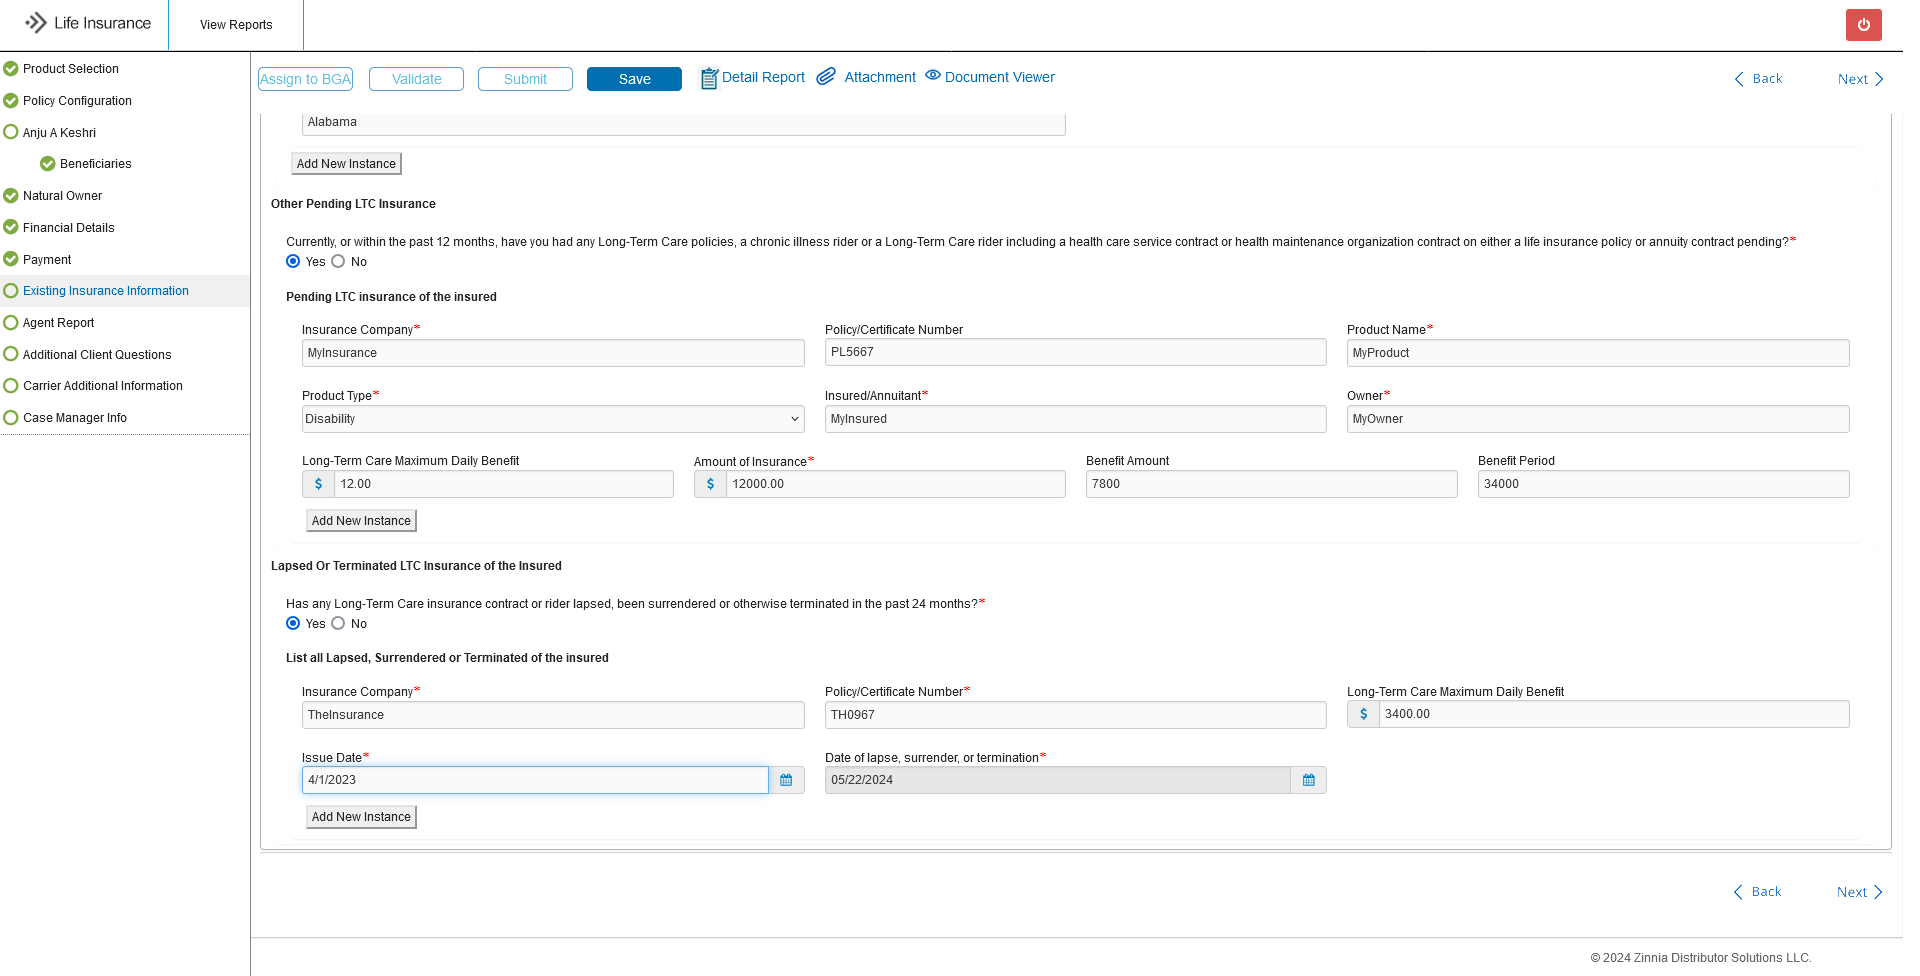 Life Insurance
View Reports
Product Selection
Policy Configuration
Anju A Keshri
Beneficiaries
Natural Owner
Financial Details
Payment
Existing Insurance Information
Agent Report
Additional Client Questions
Carrier Additional Information
Case Manager Info
Assign to BGA Validate Submit Save Detail Report Attachment Document Viewer Back Next
Alabama
Add New Instance
Other Pending LTC Insurance
Currently, or within the past 12 months, have you had any Long-Term Care policies, a chronic illness rider or a Long-Term Care rider including a health care service contract or health maintenance organization contract on either a life insurance policy or annuity contract pending?*
Yes No
Pending LTC insurance of the insured
Insurance Company* Policy/Certificate Number Product Name*
MyInsurance PL5667 MyProduct
Product Type* Insured/Annuitant* Owner*
Disability MyInsured MyOwner
Long-Term Care Maximum Daily Benefit Amount of Insurance* Benefit Amount Benefit Period
$ 12.00 $ 12000.00 7800 34000
Add New Instance
Lapsed Or Terminated LTC Insurance of the Insured
Has any Long-Term Care insurance contract or rider lapsed, been surrendered or otherwise terminated in the past 24 months?*
Yes No
List all Lapsed, Surrendered or Terminated of the insured
Insurance Company* Policy/Certificate Number* Long-Term Care Maximum Daily Benefit
TheInsurance TH0967 $ 3400.00
Issue Date* Date of lapse, surrender, or termination*
4/1/2023 05/22/2024
Add New Instance
Back Next
© 2024 Zinnia Distributor Solutions LLC.